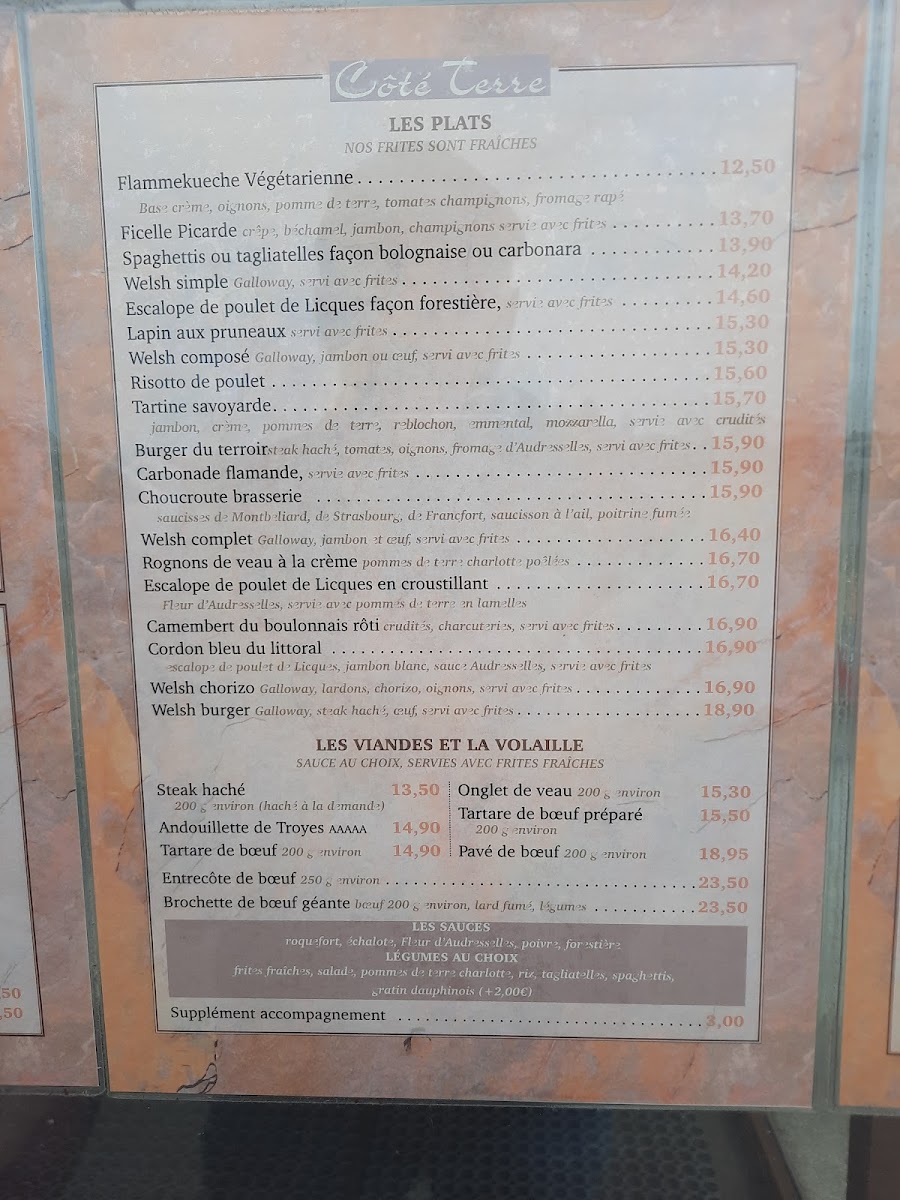 Côté Terre
LES PLATS
NOS FRITES SONT FRAÎCHES
Flammekueche Végétarienne 12,50
Base crème, oignons, pomme de terre, tomates champignons, fromage rapé
Ficelle Picarde crêpe, béchamel, jambon, champignons servie avec frites 13,70
Spaghettis ou tagliatelles façon bolognaise ou carbonara 13,90
Welsh simple Galloway, servi avec frites 14,20
Escalope de poulet de Licques façon forestière, servie avec frites 14,60
Lapin aux pruneaux servi avec frites 15,30
Welsh composé Galloway, jambon ou œuf, servi avec frites 15,30
Risotto de poulet 15,60
Tartine savoyarde 15,70
jambon, crème, pommes de terre, reblochon, emmental, mozzarella, servie avec crudités
Burger du terroir steak haché, tomates, oignons, fromage d'Audresselles, servi avec frites 15,90
Carbonade flamande, servie avec frites 15,90
Choucroute brasserie 15,90
saucisses de Montbeliard, de Strasbourg, de Francfort, saucisson à l'ail, poitrine fumée
Welsh complet Galloway, jambon et œuf, servi avec frites 16,40
Rognons de veau à la crème pommes de terre charlotte poêlées 16,70
Escalope de poulet de Licques en croustillant 16,70
Fleur d'Audresselles, servie avec pommes de terre en lamelles
Camembert du boulonnais rôti crudités, charcuteries, servi avec frites 16,90
Cordon bleu du littoral 16,90
escalope de poulet de Licques, jambon blanc, sauce Audresselles, servie avec frites
Welsh chorizo Galloway, lardons, chorizo, oignons, servi avec frites 16,90
Welsh burger Galloway, steak haché, œuf, servi avec frites 18,90
LES VIANDES ET LA VOLAILLE
SAUCE AU CHOIX, SERVIES AVEC FRITES FRAÎCHES
Steak haché 13,50
200 g environ (haché à la demande)
Andouillette de Troyes AAAAA 14,90
Tartare de bœuf 200 g environ 14,90
Onglet de veau 200 g environ 15,30
Tartare de bœuf préparé 15,50
200 g environ
Pavé de bœuf 200 g environ 18,95
Entrecôte de bœuf 250 g environ 23,50
Brochette de bœuf géante bœuf 200 g environ, lard fumé, légumes 23,50
LES SAUCES
roquefort, échalote, Fleur d'Audresselles, poivre, forestière
LÉGUMES AU CHOIX
frites fraîches, salade, pommes de terre charlotte, riz, tagliatelles, spaghettis,
gratin dauphinois (+2,00€)
Supplément accompagnement 3,00
50
,50